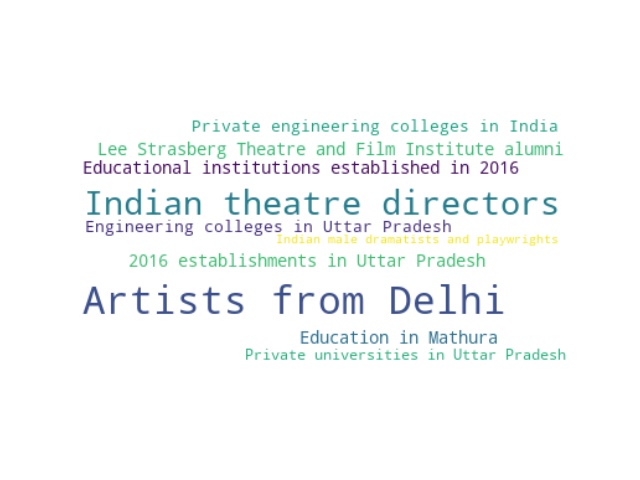 Private engineering colleges in India
Lee Strasberg Theatre and Film Institute alumni
Educational institutions established in 2016
Indian theatre directors
Engineering colleges in Uttar Pradesh
Indian male dramatists and playwrights
2016 establishments in Uttar Pradesh
Artists from Delhi
Education in Mathura
Private universities in Uttar Pradesh